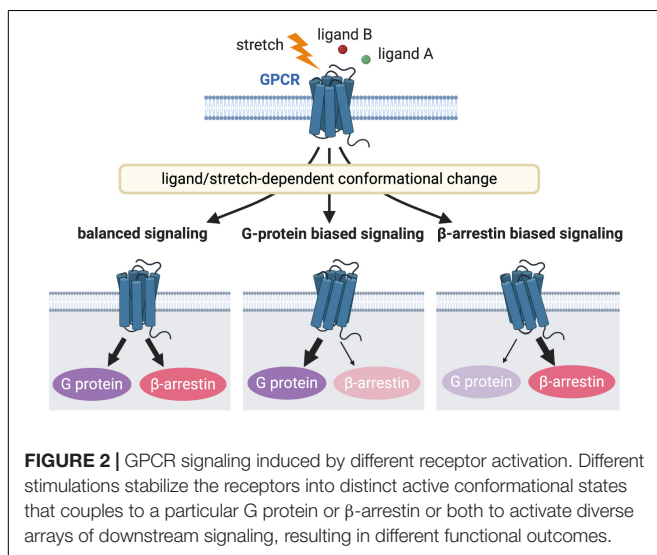 ligand B
stretch
ligand A
GPCR
ligand/stretch-dependent conformational change
balanced signaling G-protein biased signaling β-arrestin biased signaling
G protein β-arrestin G protein β-arrestin G protein β-arrestin
FIGURE 2 | GPCR signaling induced by different receptor activation. Different
stimulations stabilize the receptors into distinct active conformational states
that couples to a particular G protein or β-arrestin or both to activate diverse
arrays of downstream signaling, resulting in different functional outcomes.